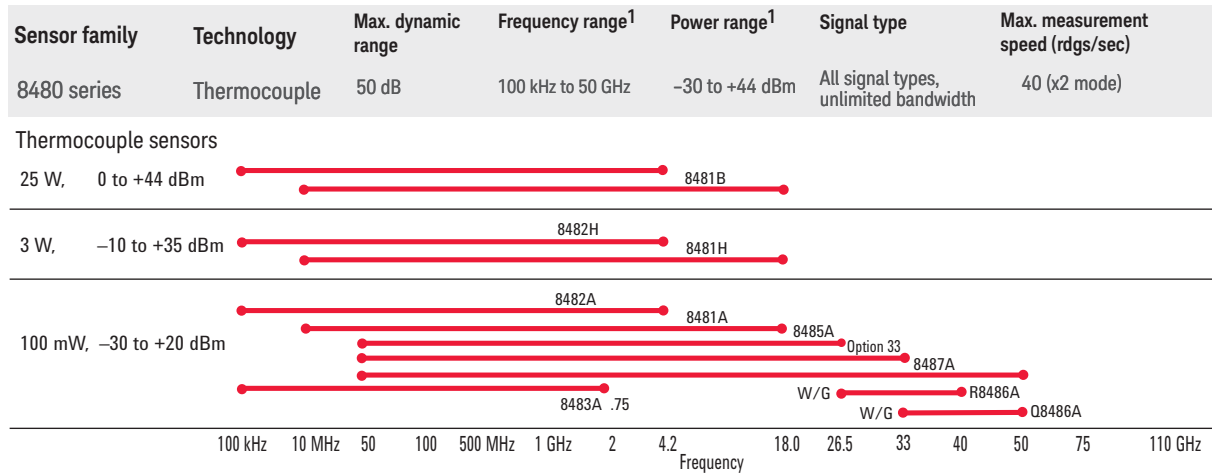 Sensor family Technology Max. dynamic range Frequency range1 Power range1 Signal type Max. measurement speed (rdgs/sec)
8480 series Thermocouple 50 dB 100 kHz to 50 GHz –30 to +44 dBm All signal types, unlimited bandwidth 40 (x2 mode)
Thermocouple sensors
25 W, 0 to +44 dBm
8481B
8482H
3 W, –10 to +35 dBm
8481H
8482A
8481A
100 mW, –30 to +20 dBm
8485A
Option 33
8487A
8483A .75
W/G R8486A
W/G Q8486A
100 kHz 10 MHz 50 100 500 MHz 1 GHz 2 4.2 18.0 26.5 33 40 50 75 110 GHz
Frequency